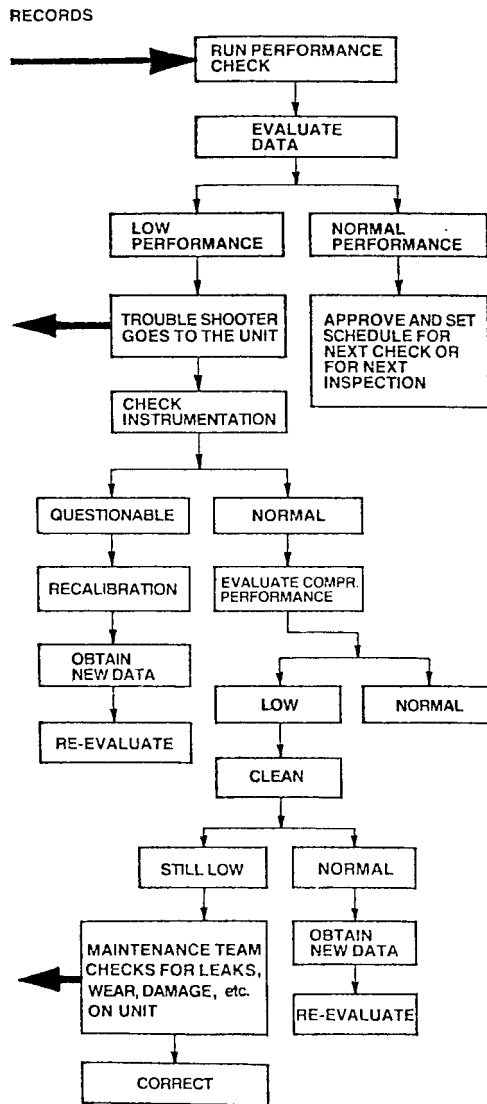 RECORDS
RUN PERFORMANCE
CHECK
EVALUATE
DATA
LOW
PERFORMANCE
NORMAL
PERFORMANCE
TROUBLE SHOOTER
GOES TO THE UNIT
APPROVE AND SET
SCHEDULE FOR
NEXT CHECK OR
FOR NEXT
INSPECTION
CHECK
INSTRUMENTATION
QUESTIONABLE
NORMAL
RECALIBRATION
EVALUATE COMPR.
PERFORMANCE
OBTAIN
NEW DATA
LOW
NORMAL
RE-EVALUATE
CLEAN
STILL LOW
NORMAL
MAINTENANCE TEAM
CHECKS FOR LEAKS,
WEAR, DAMAGE, etc.
ON UNIT
OBTAIN
NEW DATA
RE-EVALUATE
CORRECT